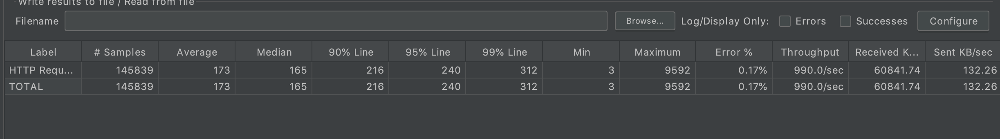 Write results to file / Read from file
Filename Browse... Log/Display Only: Errors Successes Configure
Label # Samples Average Median 90% Line 95% Line 99% Line Min Maximum Error % Throughput Received K... Sent KB/sec
HTTP Requ... 145839 173 165 216 240 312 3 9592 0.17% 990.0/sec 60841.74 132.26
TOTAL 145839 173 165 216 240 312 3 9592 0.17% 990.0/sec 60841.74 132.26